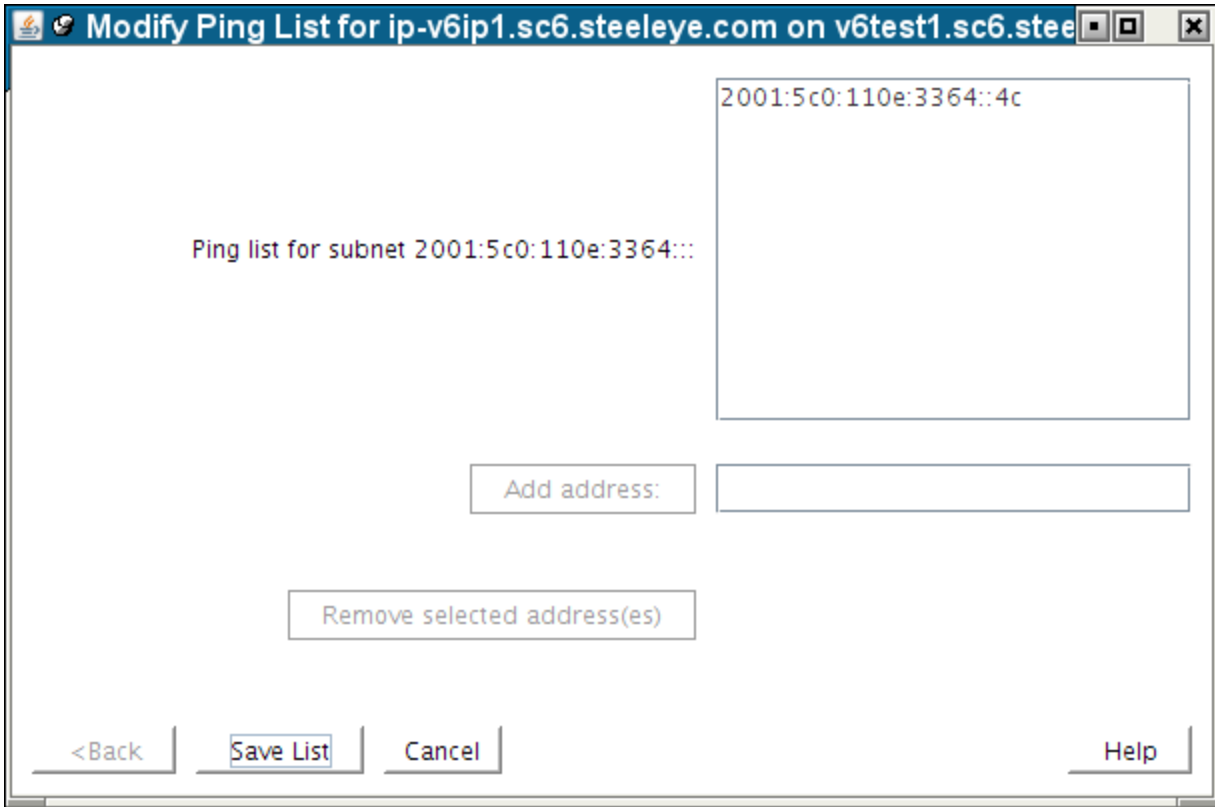 Modify Ping List for ip-v6ip1.sc6.steeleye.com on v6test1.sc6.stee
2001:5c0:110e:3364::4c
Ping list for subnet 2001:5c0:110e:3364:::
Add address:
Remove selected address(es)
<Back Save List Cancel Help